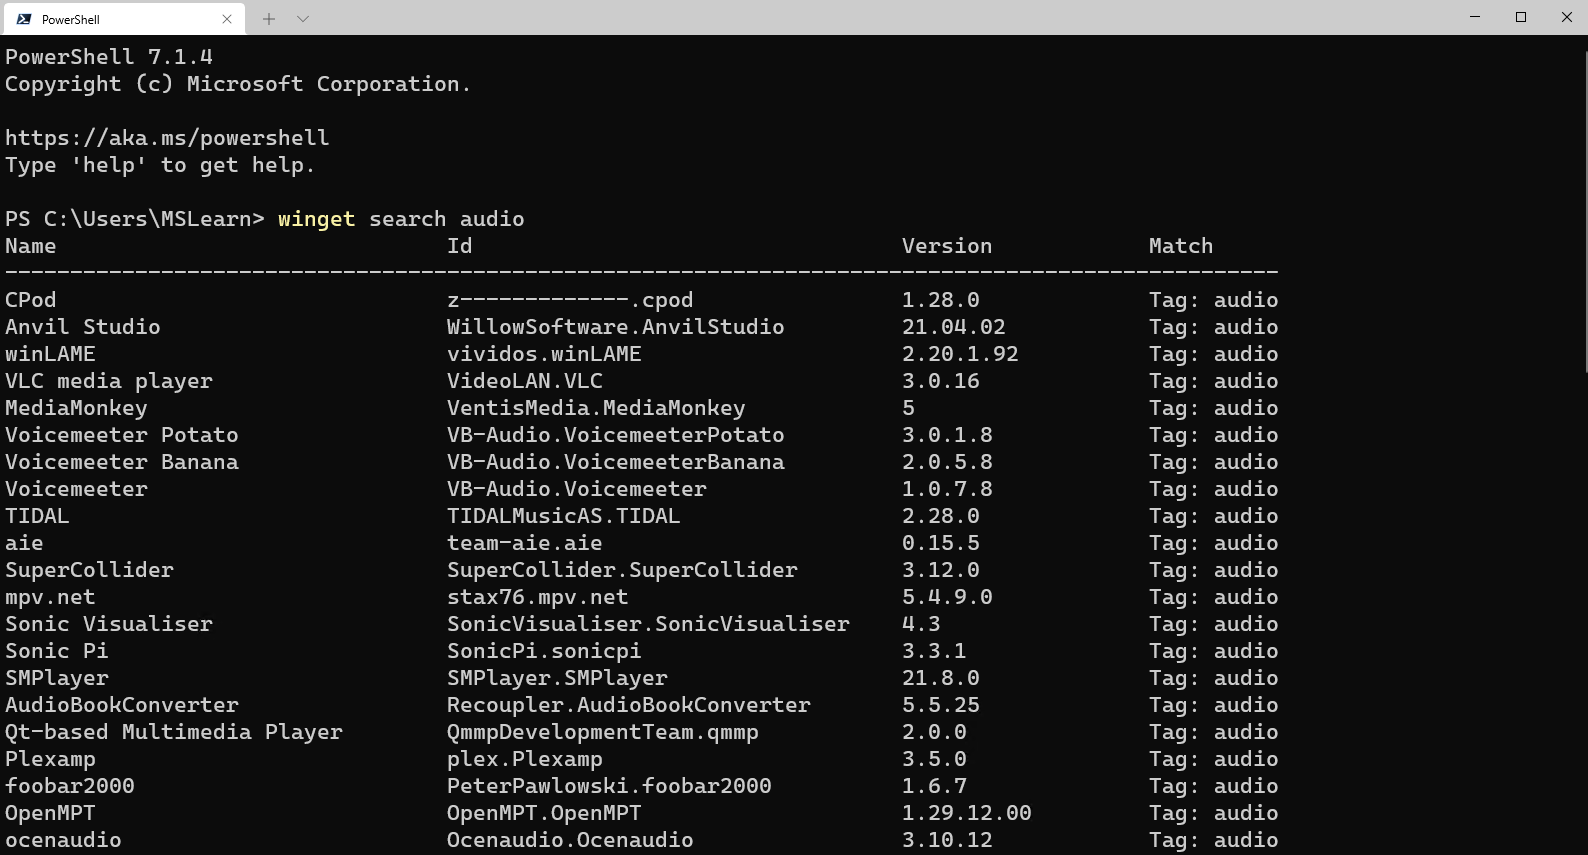 PowerShell
PowerShell 7.1.4
Copyright (c) Microsoft Corporation.
https://aka.ms/powershell
Type 'help' to get help.
PS C:\Users\MSLearn> winget search audio
Name Id Version Match
--------------------------------------------------------------------------------------------------
CPod z-------------.cpod 1.28.0 Tag: audio
Anvil Studio WillowSoftware.AnvilStudio 21.04.02 Tag: audio
winLAME vividos.winLAME 2.20.1.92 Tag: audio
VLC media player VideoLAN.VLC 3.0.16 Tag: audio
MediaMonkey VentisMedia.MediaMonkey 5 Tag: audio
Voicemeeter Potato VB-Audio.VoicemeeterPotato 3.0.1.8 Tag: audio
Voicemeeter Banana VB-Audio.VoicemeeterBanana 2.0.5.8 Tag: audio
Voicemeeter VB-Audio.Voicemeeter 1.0.7.8 Tag: audio
TIDAL TIDALMusicAS.TIDAL 2.28.0 Tag: audio
aie team-aie.aie 0.15.5 Tag: audio
SuperCollider SuperCollider.SuperCollider 3.12.0 Tag: audio
mpv.net stax76.mpv.net 5.4.9.0 Tag: audio
Sonic Visualiser SonicVisualiser.SonicVisualiser 4.3 Tag: audio
Sonic Pi SonicPi.sonicpi 3.3.1 Tag: audio
SMPlayer SMPlayer.SMPlayer 21.8.0 Tag: audio
AudioBookConverter Recoupler.AudioBookConverter 5.5.25 Tag: audio
Qt-based Multimedia Player QmmpDevelopmentTeam.qmmp 2.0.0 Tag: audio
Plexamp plex.Plexamp 3.5.0 Tag: audio
foobar2000 PeterPawlowski.foobar2000 1.6.7 Tag: audio
OpenMPT OpenMPT.OpenMPT 1.29.12.00 Tag: audio
ocenaudio Ocenaudio.Ocenaudio 3.10.12 Tag: audio